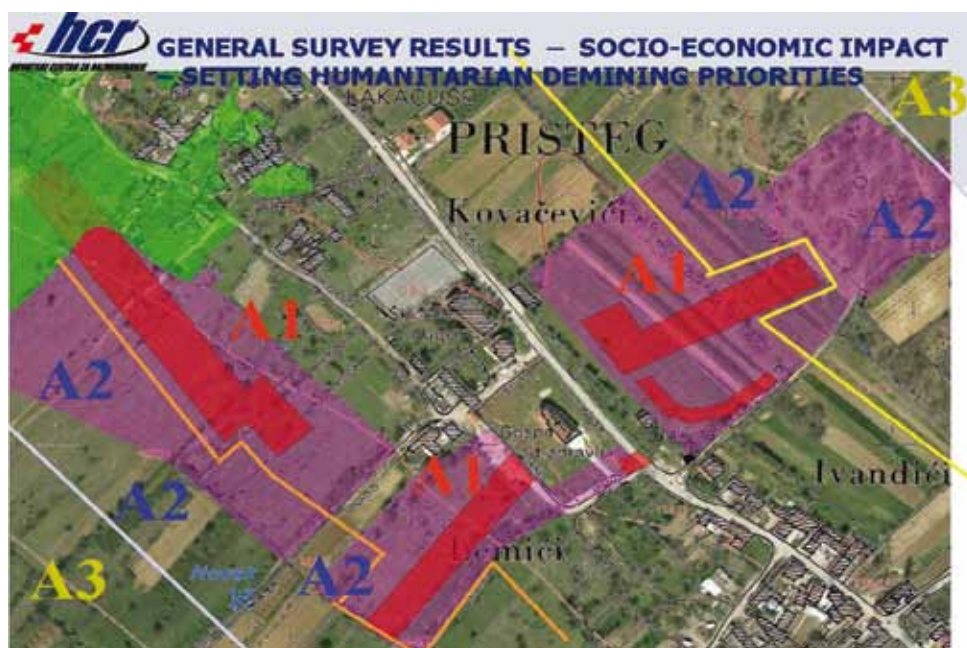 hcr
GENERAL SURVEY RESULTS – SOCIO-ECONOMIC IMPACT
– SETTING HUMANITARIAN DEMINING PRIORITIES
A3
PRISTEG
A2
Kovačevići
A2
A1
A1
A2
Ivandići
A1
A2
Lemići
A2
A3